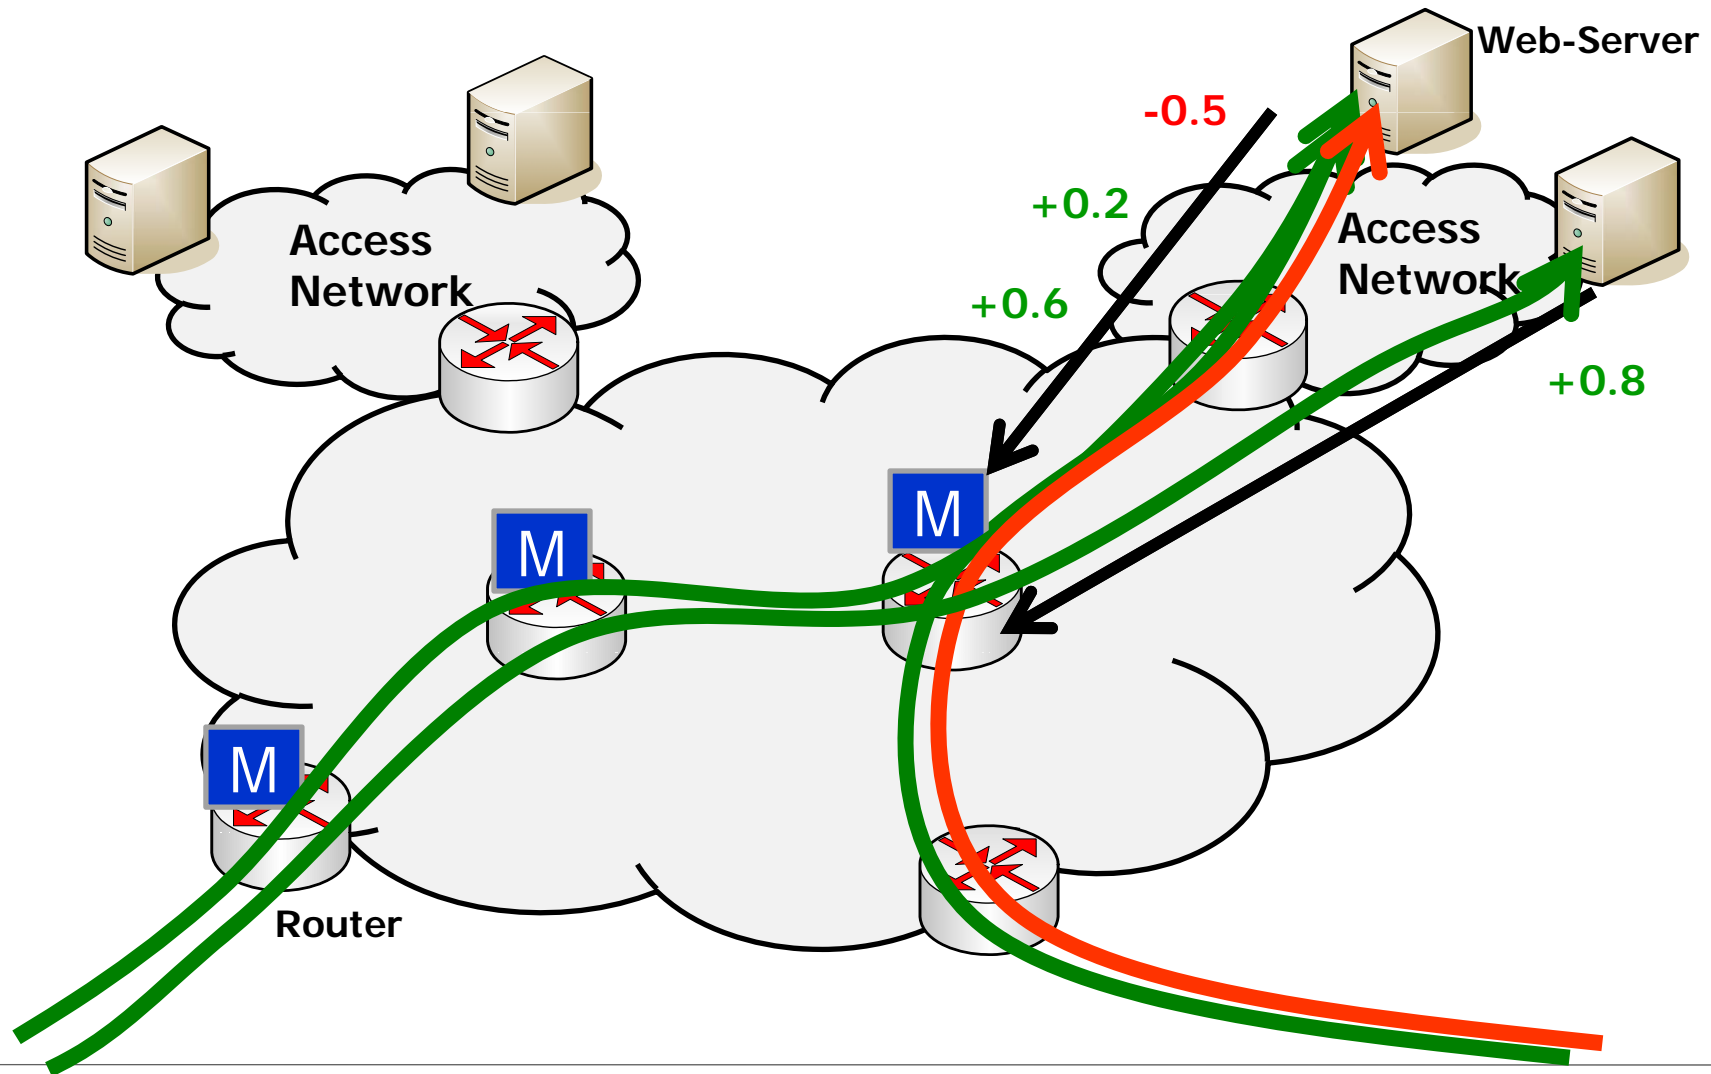 Web-Server
-0.5
+0.2
Access
Network
Access
Network
+0.6
+0.8
M
M
M
Router